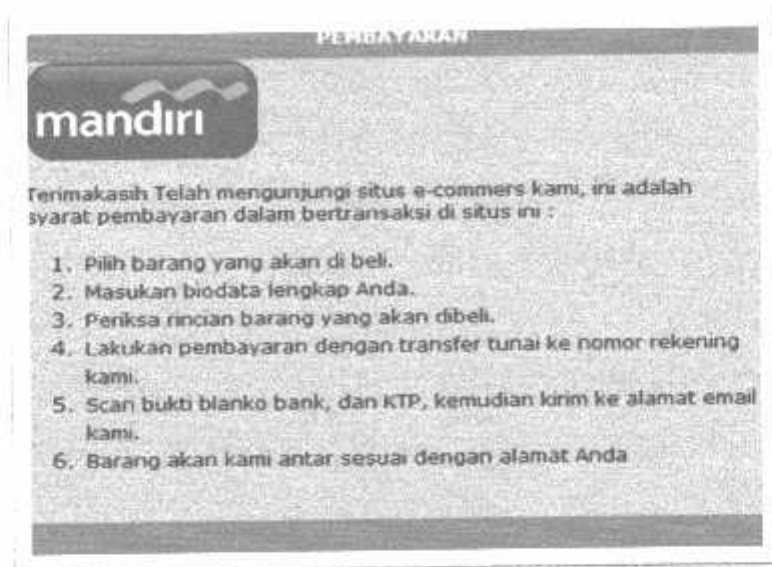 PEMBAYARAN
mandırı
Terimakasih Telah mengunjungi situs e-commers kami, ini adalah
syarat pembayaran dalam bertransaksi di situs ini :
1. Pilih barang yang akan di beli.
2. Masukan biodata lengkap Anda.
3. Periksa rincian barang yang akan dibeli.
4. Lakukan pembayaran dengan transfer tunai ke nomor rekening
kami.
5. Scan bukti blanko bank, dan KTP, kemudian kirim ke alamat email
kami.
6. Barang akan kami antar sesuai dengan alamat Anda